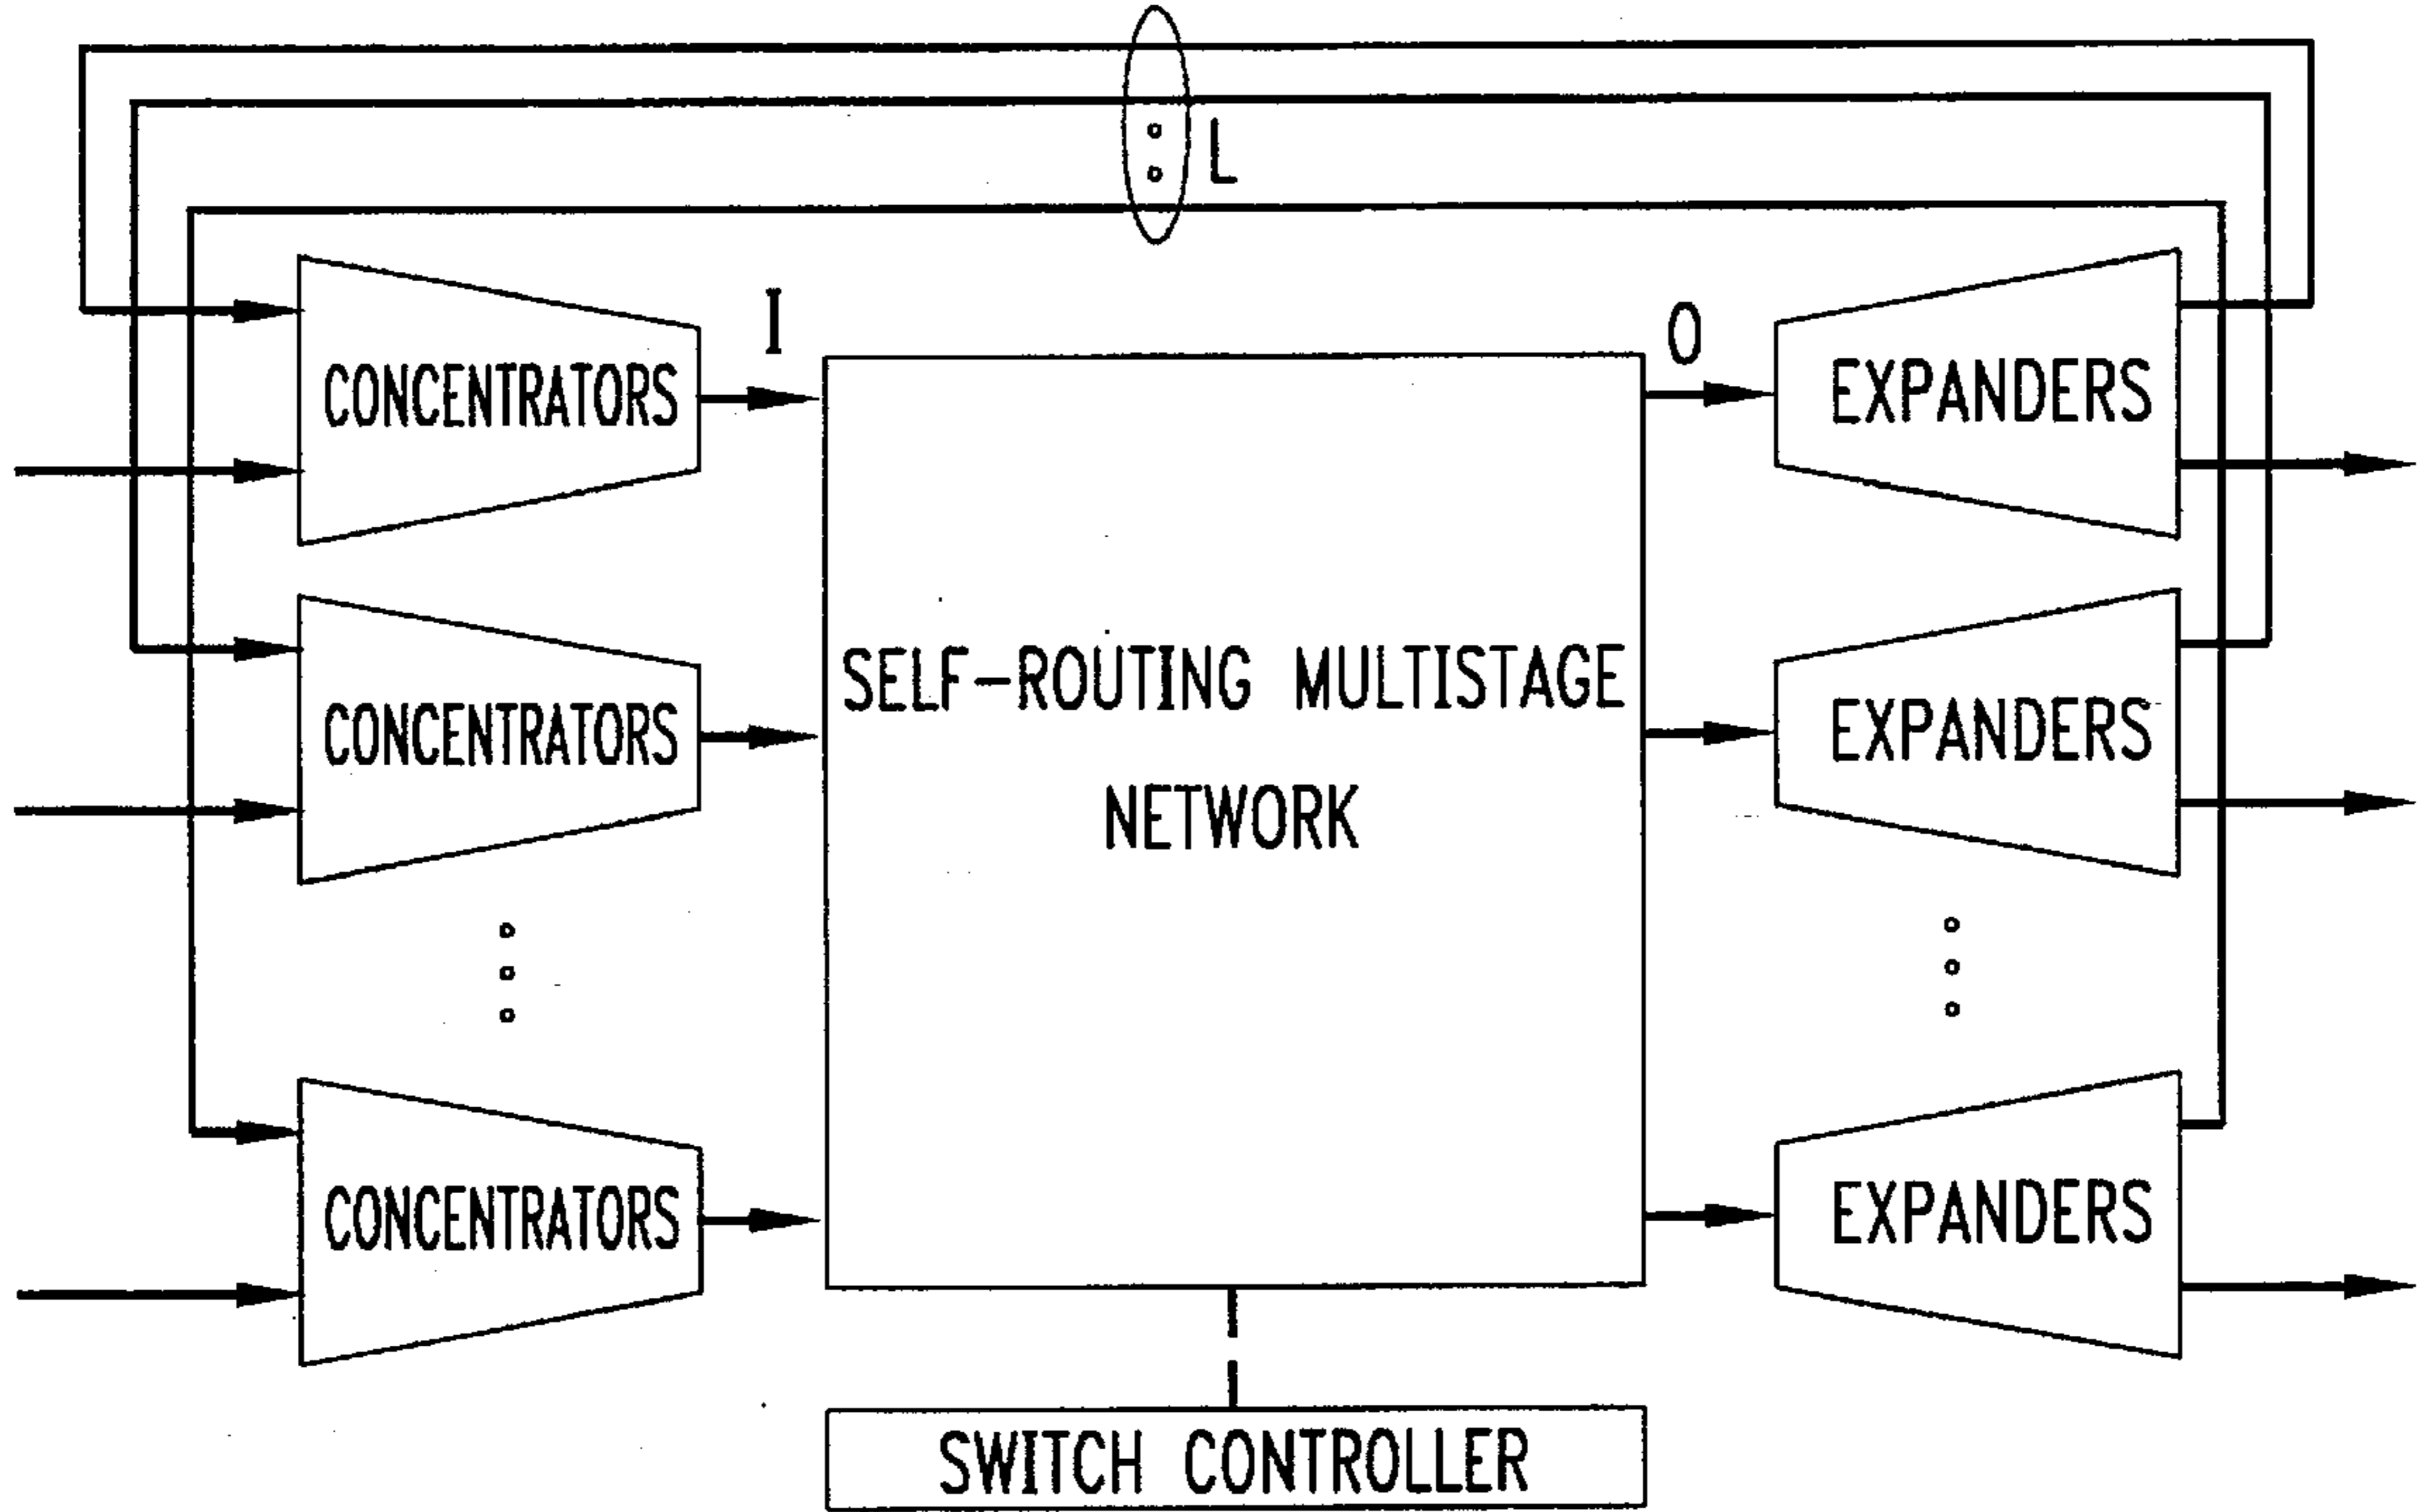 L
I
O
CONCENTRATORS
EXPANDERS
CONCENTRATORS
SELF-ROUTING MULTISTAGE
NETWORK
EXPANDERS
CONCENTRATORS
EXPANDERS
SWITCH CONTROLLER